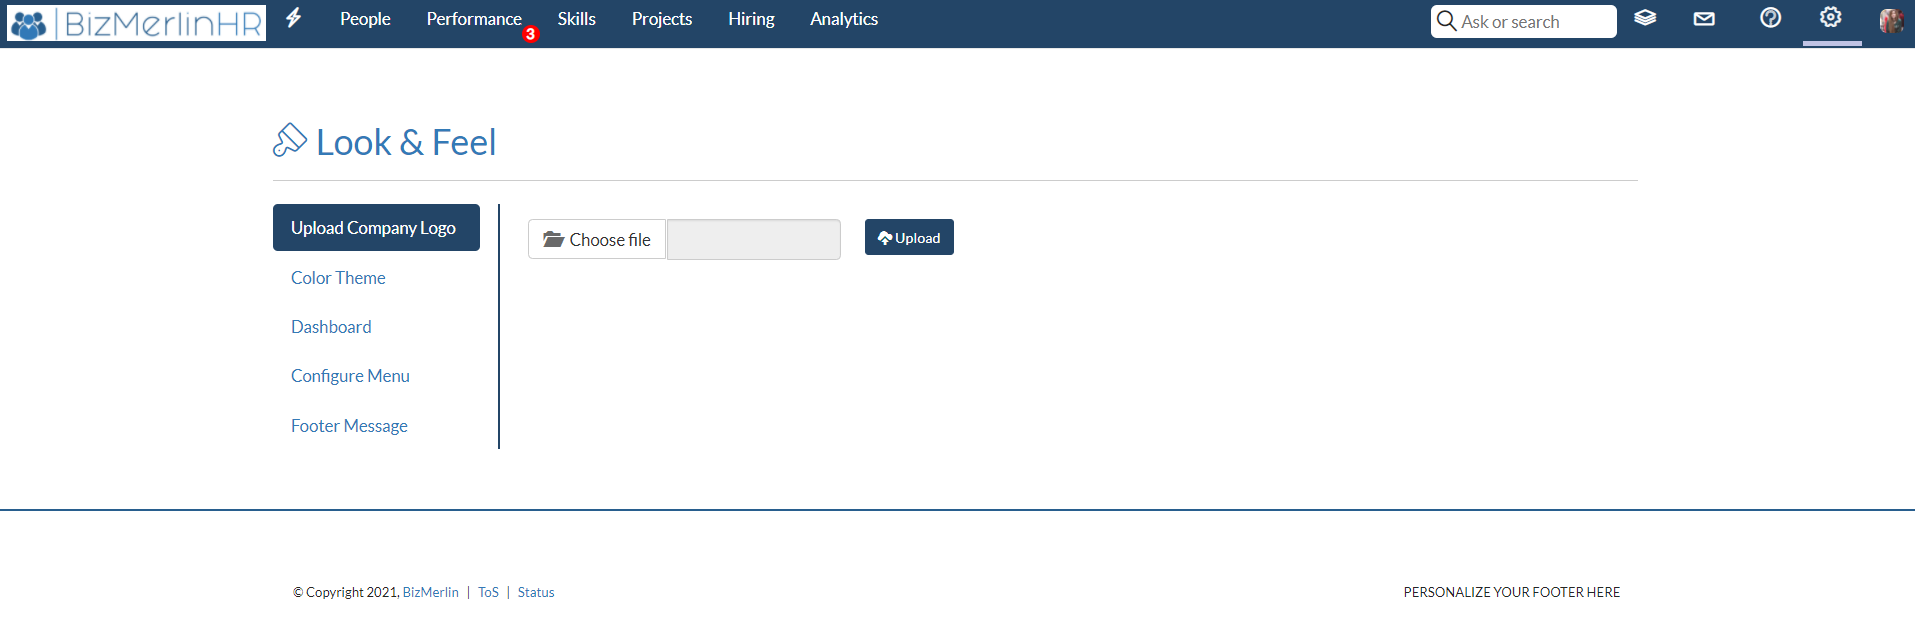 BizMerlinHR People Performance 3 Skills Projects Hiring Analytics Ask or search
Look & Feel
Upload Company Logo
Choose file Upload
Color Theme
Dashboard
Configure Menu
Footer Message
© Copyright 2021, BizMerlin | ToS | Status
PERSONALIZE YOUR FOOTER HERE